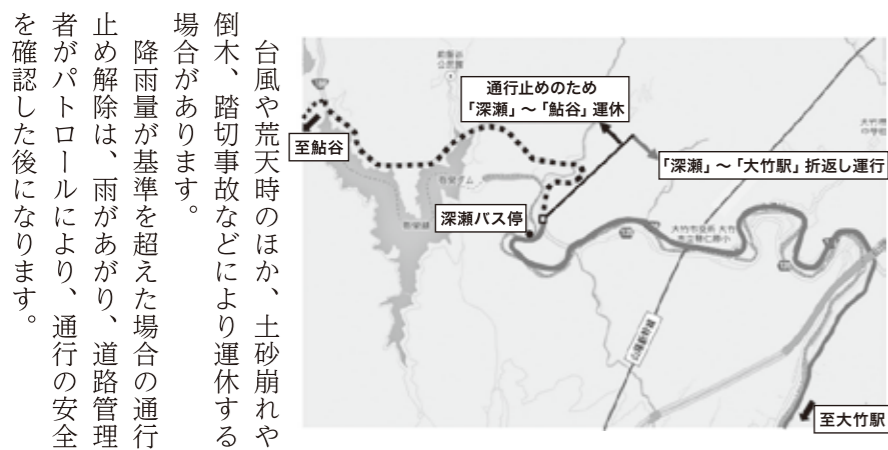 台風や荒天時のほか、土砂崩れや
倒木、踏切事故などにより運休する
場合があります。
降雨量が基準を超えた場合の通行
止め解除は、雨があがり、道路管理
者がパトロールにより、通行の安全
を確認した後になります。
通行止めのため
「深瀬」～「鮎谷」運休
至鮎谷
「深瀬」～「大竹駅」折返し運行
深瀬バス停
山陽新幹線
至大竹駅